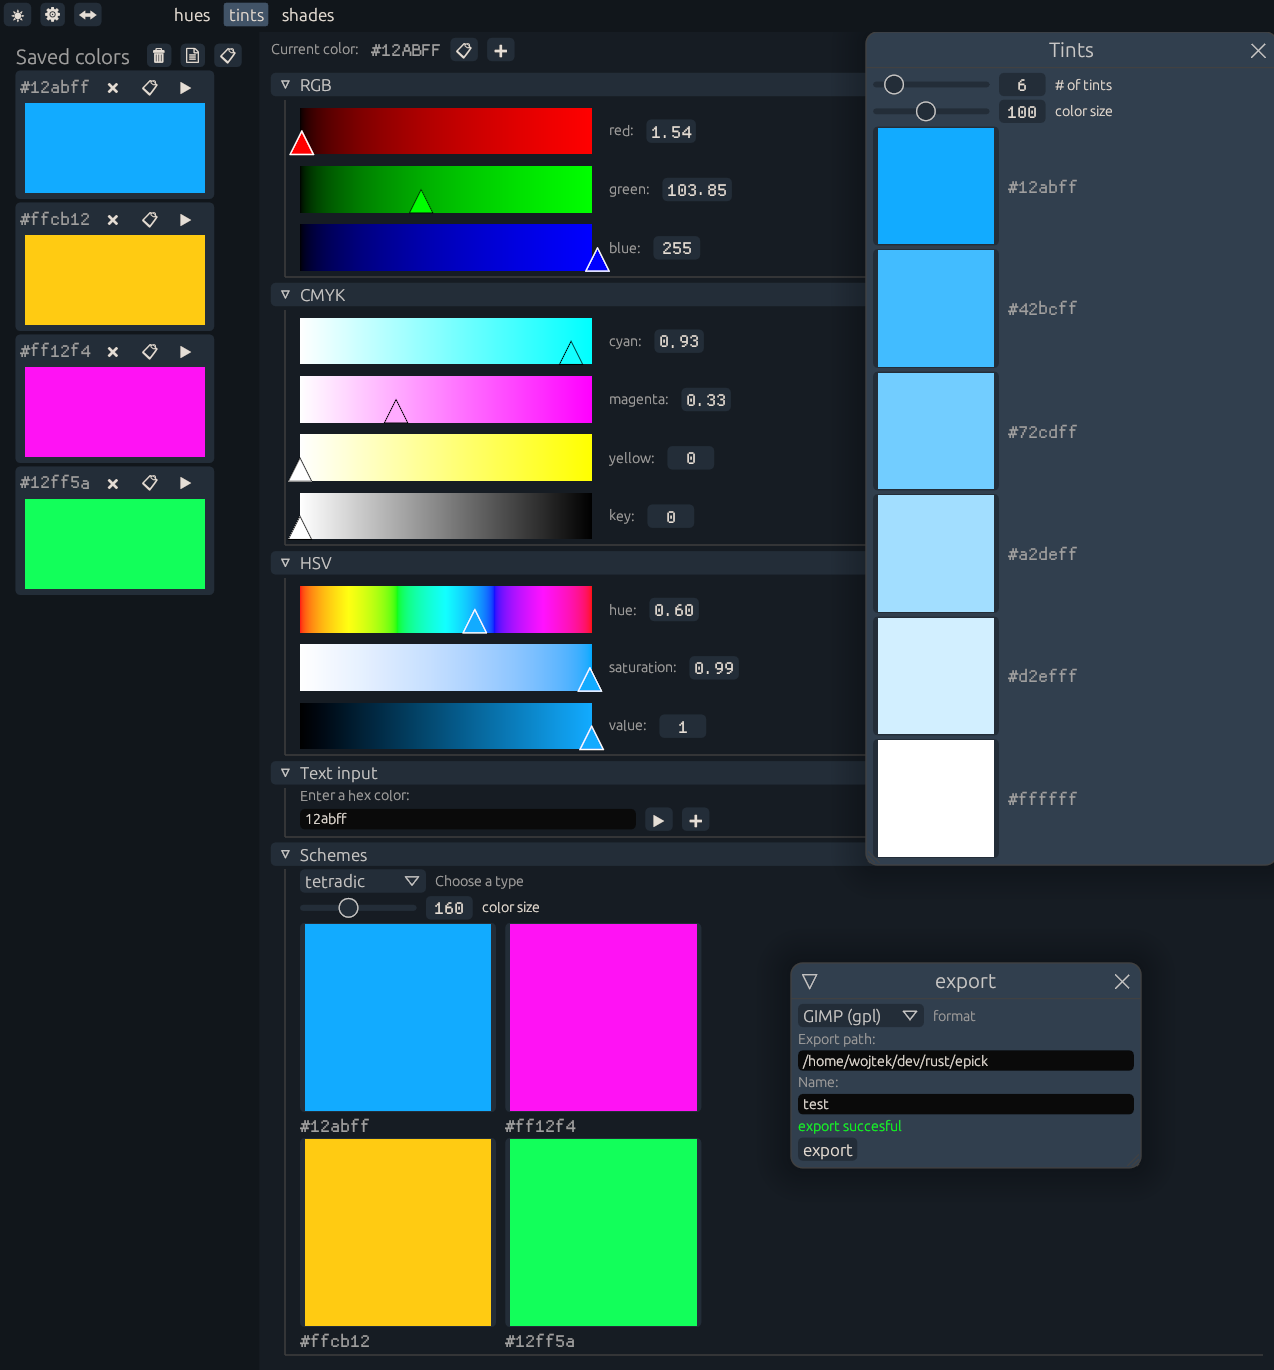 hues tints shades
Saved colors
#12abff
#ffcb12
#ff12f4
#12ff5a
Current color: #12ABFF
RGB
red: 1.54
green: 103.85
blue: 255
CMYK
cyan: 0.93
magenta: 0.33
yellow: 0
key: 0
HSV
hue: 0.60
saturation: 0.99
value: 1
Text input
Enter a hex color:
12abff
Schemes
tetradic Choose a type
160 color size
#12abff #ff12f4
#ffcb12 #12ff5a
Tints
6 # of tints
100 color size
#12abff
#42bcff
#72cdff
#a2deff
#d2efff
#ffffff
export
GIMP (gpl) format
Export path:
/home/wojtek/dev/rust/epick
Name:
test
export succesful
export